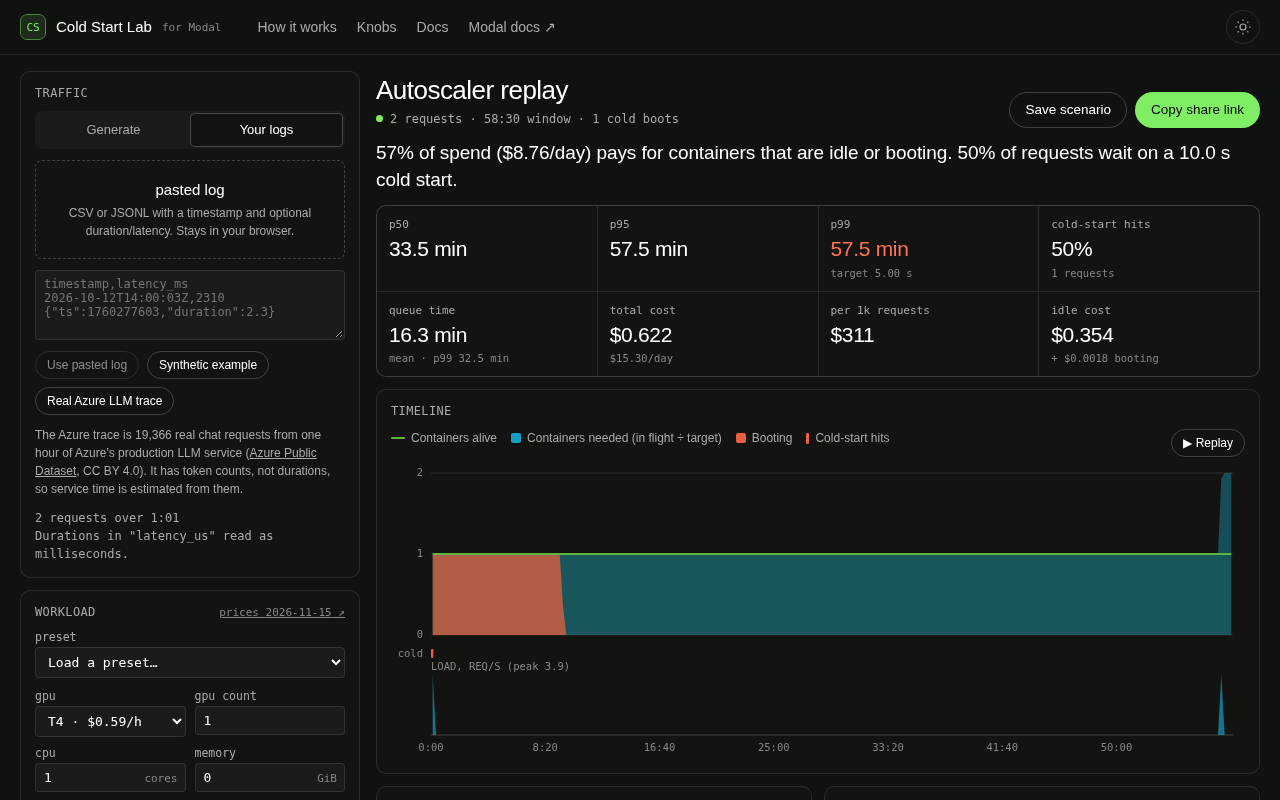 CS Cold Start Lab for Modal How it works Knobs Docs Modal docs ↗
TRAFFIC
Generate Your logs
pasted log
CSV or JSONL with a timestamp and optional
duration/latency. Stays in your browser.
timestamp,latency_ms
2026-10-12T14:00:03Z,2310
{"ts":1760277603,"duration":2.3}
Use pasted log Synthetic example
Real Azure LLM trace
The Azure trace is 19,366 real chat requests from one
hour of Azure's production LLM service (Azure Public
Dataset, CC BY 4.0). It has token counts, not durations,
so service time is estimated from them.
2 requests over 1:01
Durations in "latency_us" read as
milliseconds.
WORKLOAD prices 2026-11-15 ↗
preset
Load a preset…
gpu gpu count
T4 · $0.59/h 1
cpu memory
1 cores 0 GiB
Autoscaler replay
2 requests · 58:30 window · 1 cold boots
Save scenario Copy share link
57% of spend ($8.76/day) pays for containers that are idle or booting. 50% of requests wait on a 10.0 s
cold start.
p50 p95 p99 cold-start hits
33.5 min 57.5 min 57.5 min 50%
target 5.00 s 1 requests
queue time total cost per 1k requests idle cost
16.3 min $0.622 $311 $0.354
mean · p99 32.5 min $15.30/day + $0.0018 booting
TIMELINE
Containers alive Containers needed (in flight ÷ target) Booting Cold-start hits
▶ Replay
2
1
0
cold
LOAD, REQ/S (peak 3.9)
0:00 8:20 16:40 25:00 33:20 41:40 50:00